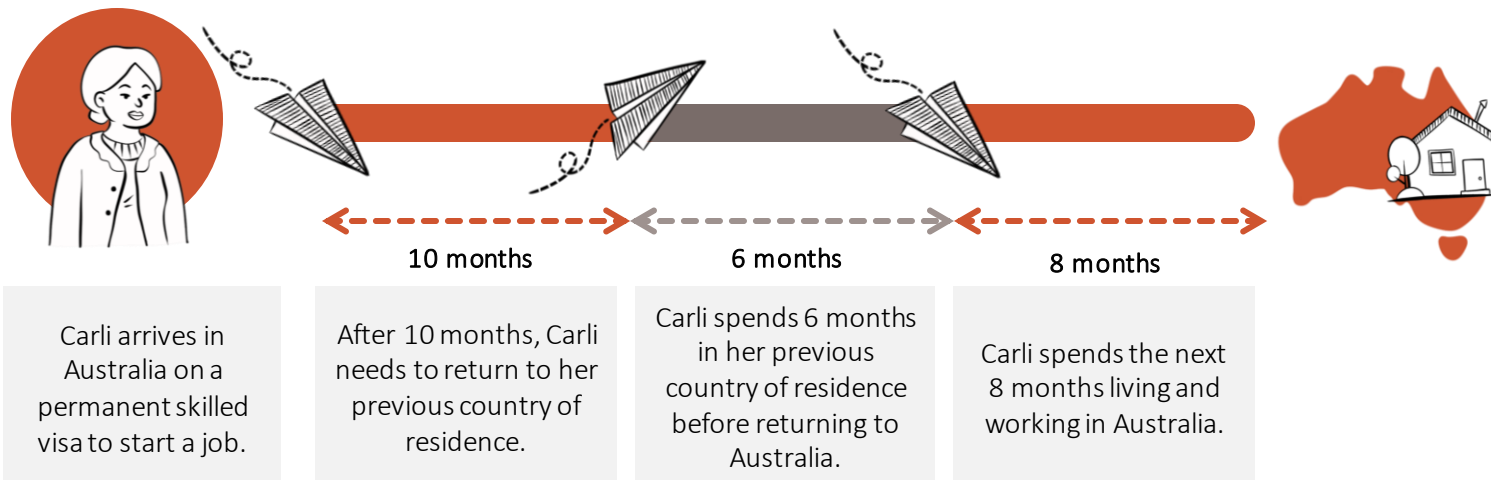 10 months
6 months
8 months
Carli arrives in
Australia on a
permanent skilled
visa to start a job.
After 10 months, Carli
needs to return to her
previous country of
residence.
Carli spends 6 months
in her previous
country of residence
before returning to
Australia.
Carli spends the next
8 months living and
working in Australia.